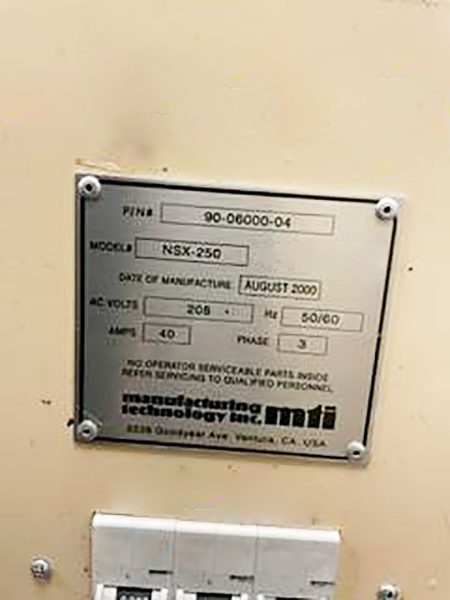 P/N# 90-06000-04
MODEL# NSX-250
DATE OF MANUFACTURE AUGUST 2000
AC VOLTS 208 Hz 50/60
AMPS 40 PHASE 3
NO OPERATOR SERVICEABLE PARTS INSIDE
REFER SERVICING TO QUALIFIED PERSONNEL
manufacturing
technology inc. mti
Goodyear Ave. Ventura, CA. USA